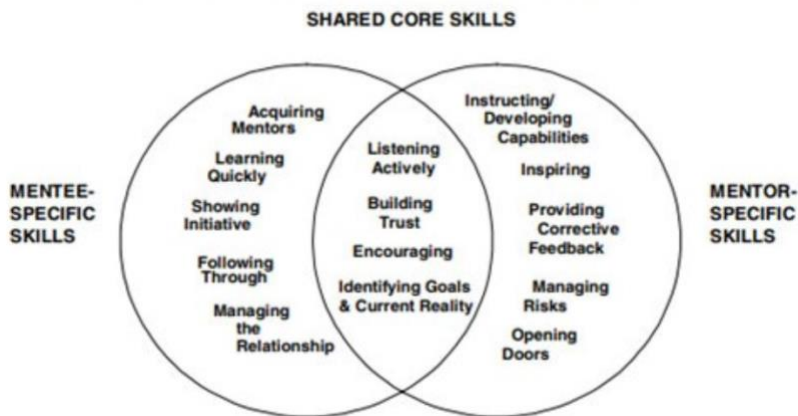 SHARED CORE SKILLS
MENTEE-
SPECIFIC
SKILLS
Acquiring
Mentors
Learning
Quickly
Showing
Initiative
Following
Through
Managing
the
Relationship
Listening
Actively
Building
Trust
Encouraging
Identifying Goals
& Current Reality
Instructing/
Developing
Capabilities
Inspiring
Providing
Corrective
Feedback
Managing
Risks
Opening
Doors
MENTOR-
SPECIFIC
SKILLS